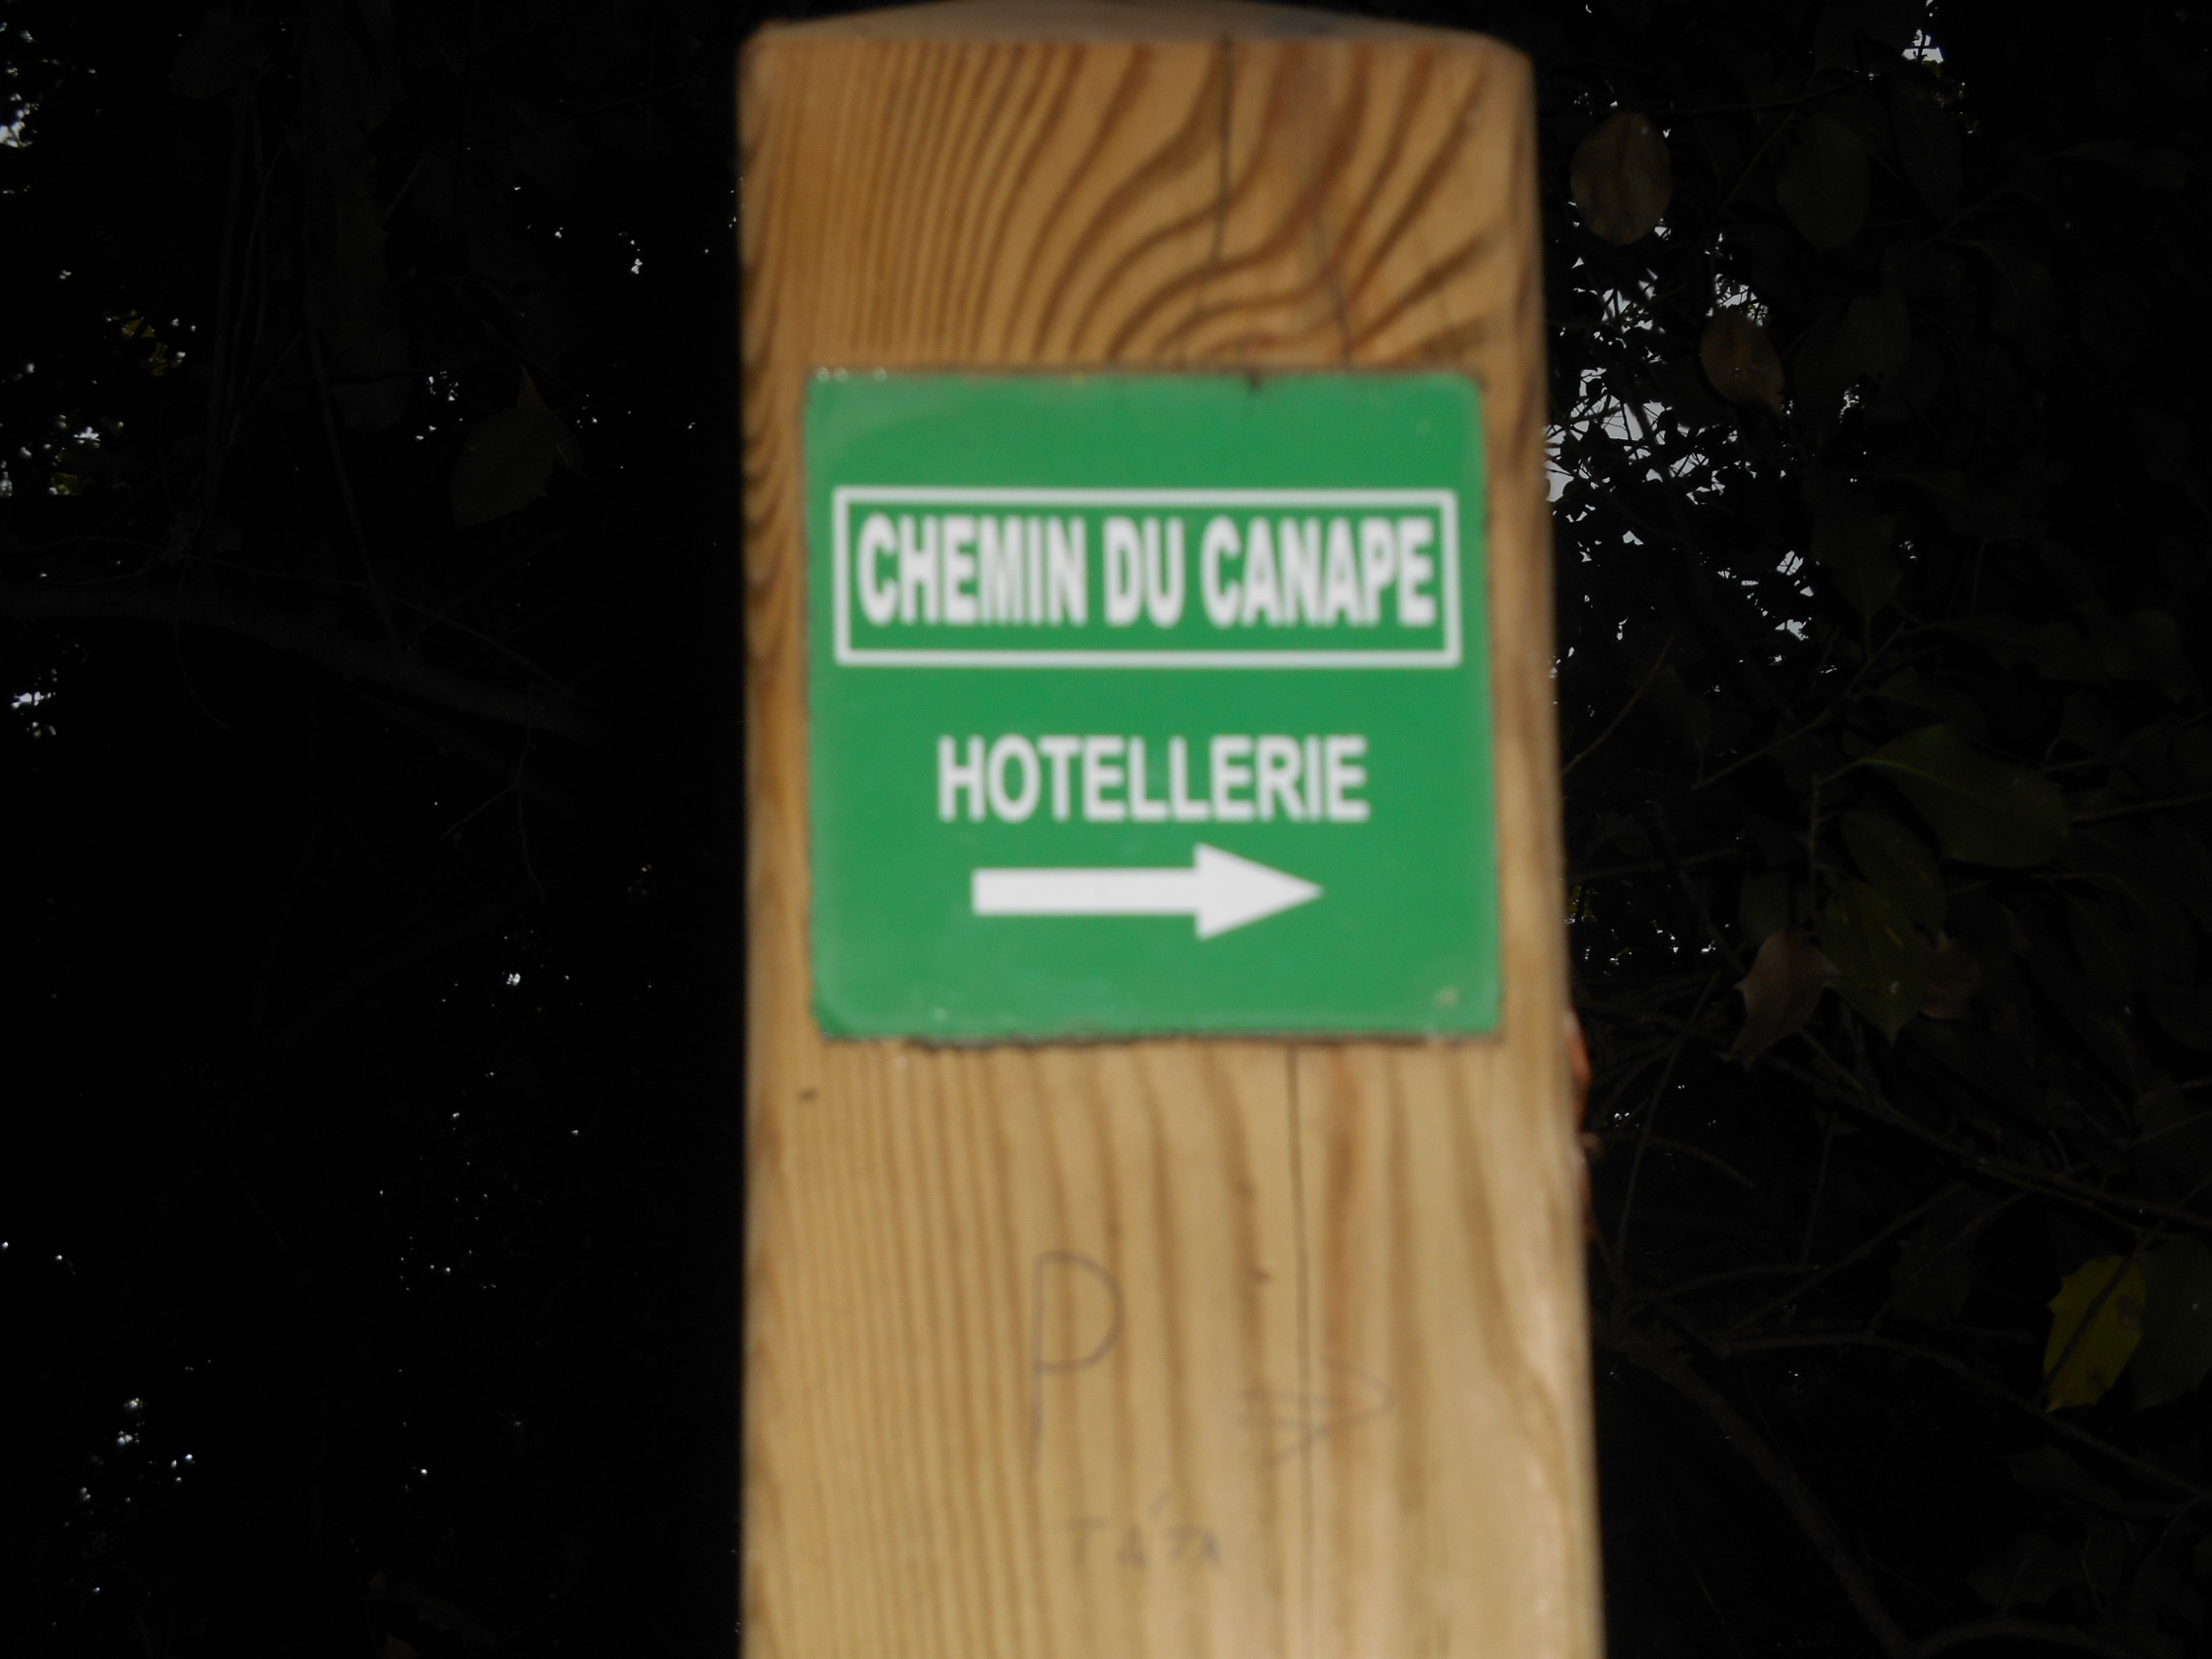 CHEMIN DU CANAPE
HOTELLERIE
P